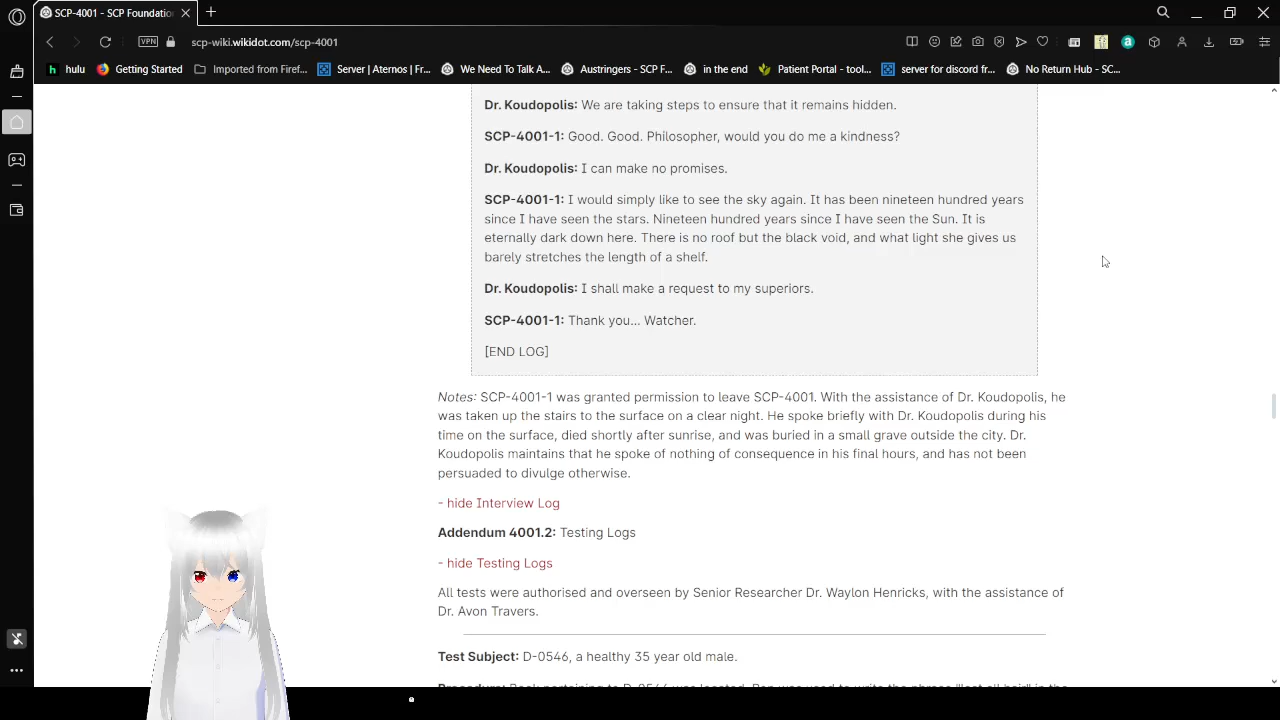 SCP-4001 - SCP Foundatio
scp-wiki.wikidot.com/scp-4001
VPN
a
h hulu
Getting Started
Imported from Firef...
Server | Aternos | Fr...
We Need To Talk A...
Austringers - SCP F...
in the end
Patient Portal - tool...
server for discord fr...
No Return Hub - SC...
Dr. Koudopolis: We are taking steps to ensure that it remains hidden.
SCP-4001-1: Good. Good. Philosopher, would you do me a kindness?
Dr. Koudopolis: I can make no promises.
SCP-4001-1: I would simply like to see the sky again. It has been nineteen hundred years
since I have seen the stars. Nineteen hundred years since I have seen the Sun. It is
eternally dark down here. There is no roof but the black void, and what light she gives us
barely stretches the length of a shelf.
Dr. Koudopolis: I shall make a request to my superiors.
SCP-4001-1: Thank you... Watcher.
[END LOG]
Notes: SCP-4001-1 was granted permission to leave SCP-4001. With the assistance of Dr. Koudopolis, he
was taken up the stairs to the surface on a clear night. He spoke briefly with Dr. Koudopolis during his
time on the surface, died shortly after sunrise, and was buried in a small grave outside the city. Dr.
Koudopolis maintains that he spoke of nothing of consequence in his final hours, and has not been
persuaded to divulge otherwise.
- hide Interview Log
Addendum 4001.2: Testing Logs
- hide Testing Logs
All tests were authorised and overseen by Senior Researcher Dr. Waylon Henricks, with the assistance of
Dr. Avon Travers.
Test Subject: D-0546, a healthy 35 year old male.